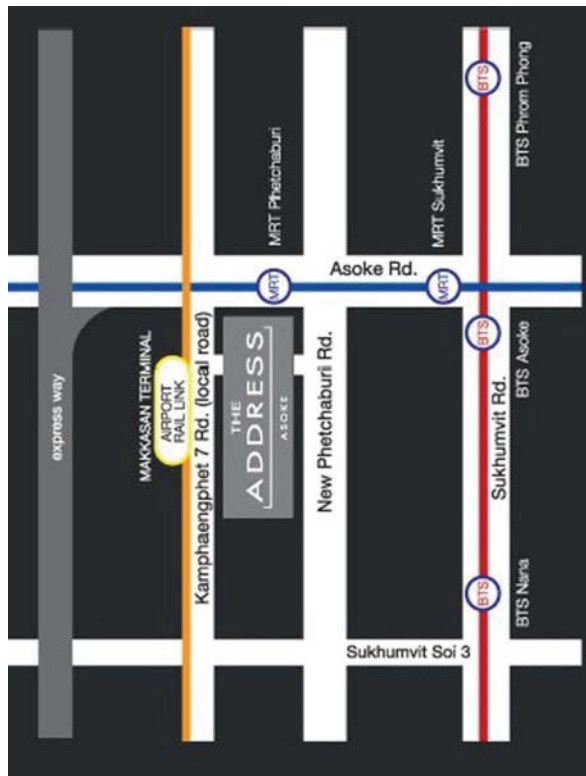 express way
MAKKASAN TERMINAL
AIRPORT
RAIL LINK
Kamphaengphet 7 Rd. (local road)
THE
ADDRESS
ASOKE
MRT Phetchaburi
MRT
New Phetchaburi Rd.
Asoke Rd.
MRT Sukhumvit
MRT
BTS
BTS Phrom Phong
BTS
BTS Asoke
Sukhumvit Rd.
BTS
BTS Nana
Sukhumvit Soi 3